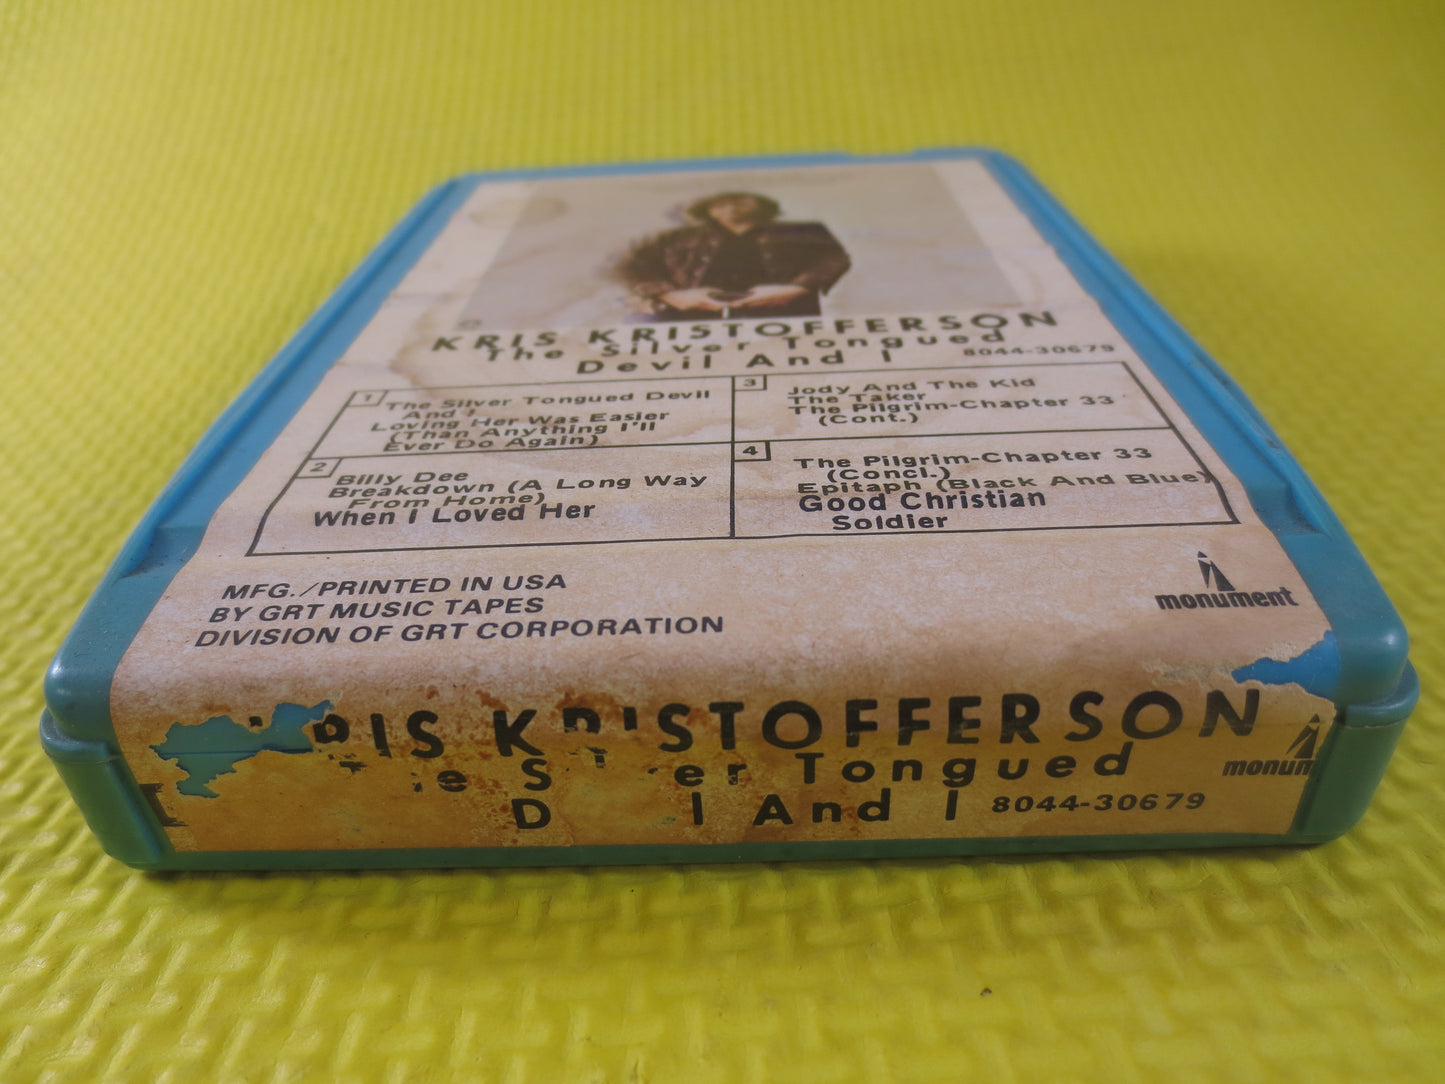 KRIS KRISTOFFERSON
The Silver Tongued
Devil And I
8044-30679
1
The Silver Tongued Devil
And I
Loving Her Was Easier
(Than Anything I'll
Ever Do Again)
2
Billy Dee
Breakdown (A Long Way
From Home)
When I Loved Her
3
Jody And The Kid
The Taker
The Pilgrim-Chapter 33
(Cont.)
4
The Pilgrim-Chapter 33
(Concl.)
Epitaph (Black And Blue)
Good Christian
Soldier
MFG./PRINTED IN USA
BY GRT MUSIC TAPES
DIVISION OF GRT CORPORATION
monument
RIS KRISTOFFERSON
e S er Tongued
D l And I 8044-30679
monum